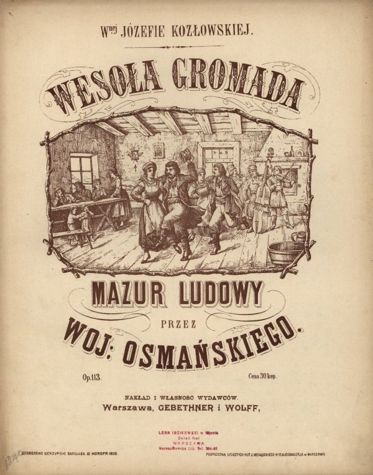 Wnej JÓZEFIE KOZŁOWSKIEJ.
WESOŁA GROMADA
MAZUR LUDOWY
PRZEZ
WOJ: OSMAŃSKIEGO.
Op. 113.
Cena 30 kop.
NAKŁAD I WŁASNOŚĆ WYDAWCÓW.
Warszawa, GEBETHNER i WOLFF,
WARSZAWA